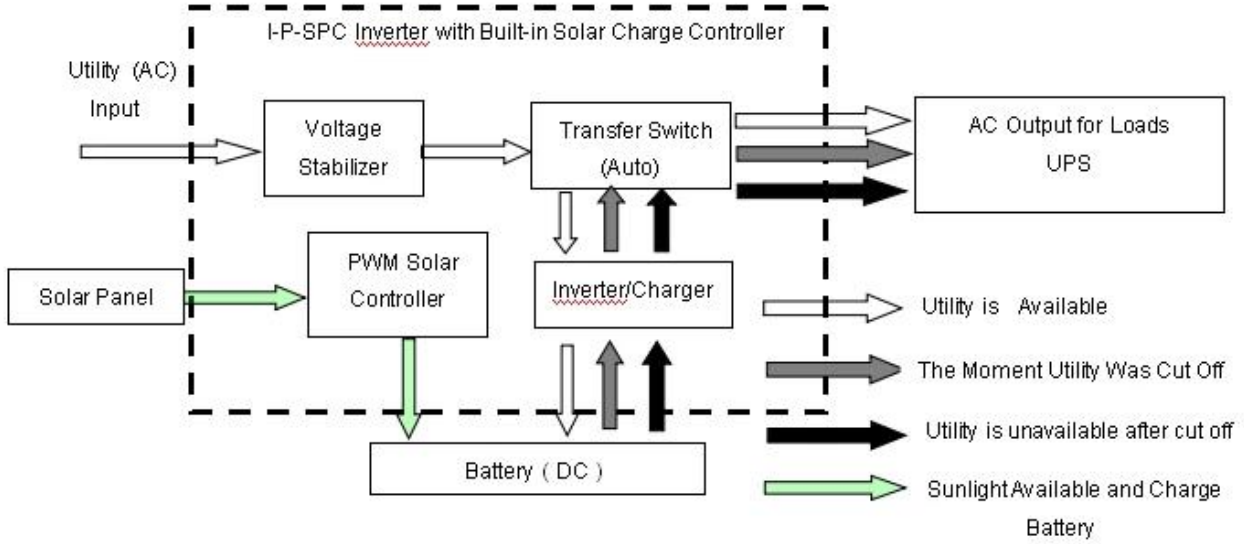 I-P-SPC Inverter with Built-in Solar Charge Controller
Utility (AC)
Input
Voltage
Stabilizer
Transfer Switch
(Auto)
AC Output for Loads
UPS
Solar Panel
PWM Solar
Controller
Inverter/Charger
Battery ( DC )
Utility is Available
The Moment Utility Was Cut Off
Utility is unavailable after cut off
Sunlight Available and Charge
Battery